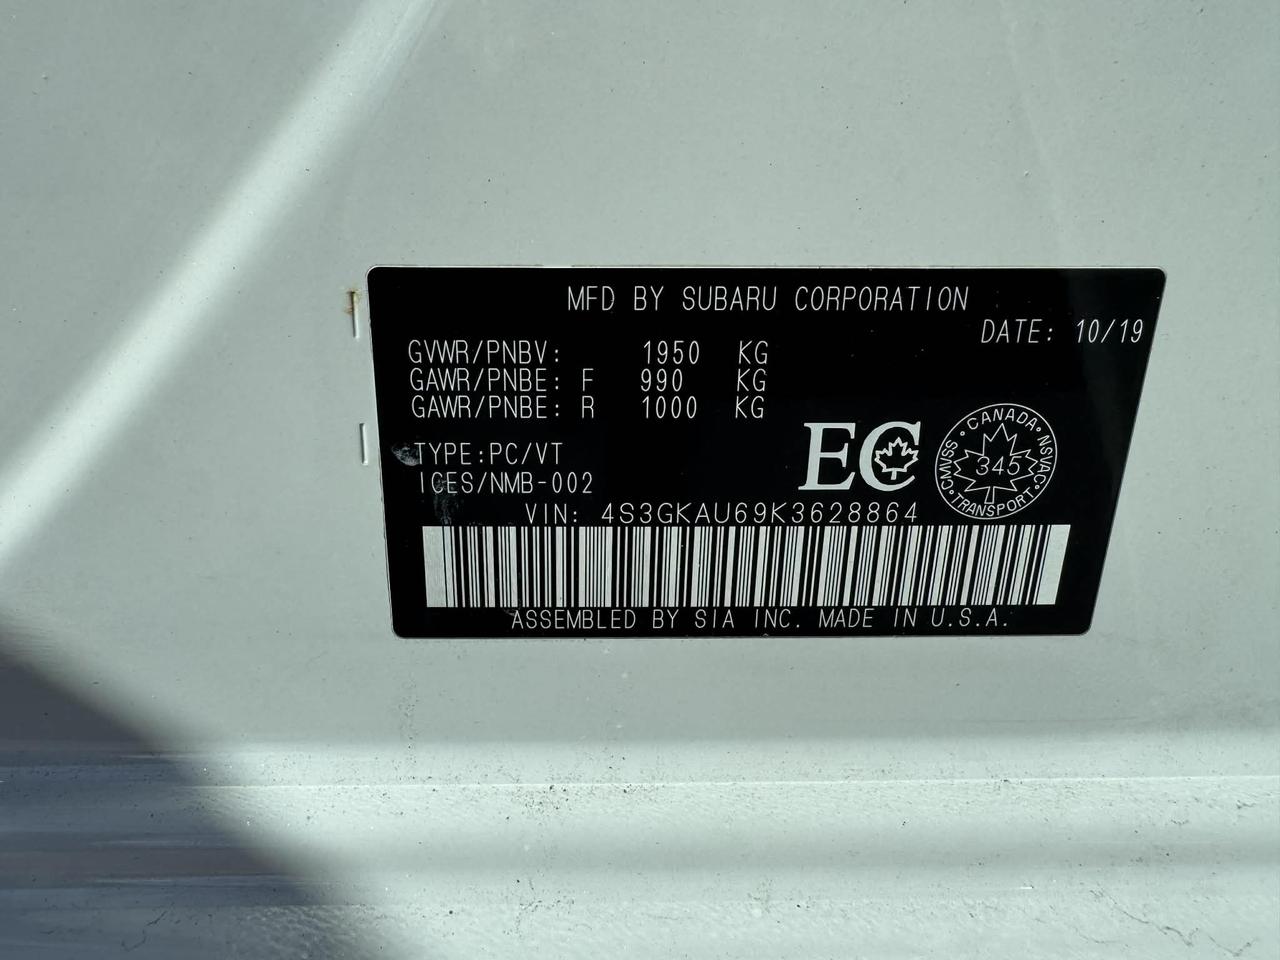 MFD BY SUBARU CORPORATION
DATE: 10/19
GVWR/PNBV: 1950 KG
GAWR/PNBE: F 990 KG
GAWR/PNBE: R 1000 KG
TYPE:PC/VT
ICES/NMB-002
EC
CANADA
NSVAC
TRANSPORT
CMVSS
345
VIN: 4S3GKAU69K3628864
ASSEMBLED BY SIA INC. MADE IN U.S.A.